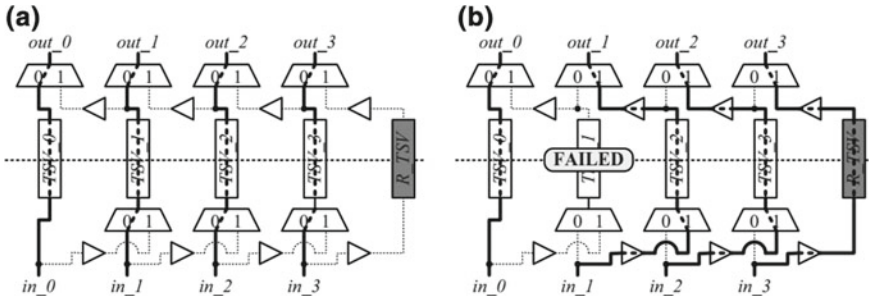 (a)
out_0 out_1 out_2 out_3
0 1 0 1 0 1 0 1
TSV_0 TSV_1 TSV_2 TSV_3 R_TSV
0 1 0 1 0 1
in_0 in_1 in_2 in_3
(b)
out_0 out_1 out_2 out_3
0 1 0 1 0 1 0 1
TSV_0 FAILED TSV_2 TSV_3 R_TSV
0 1 0 1 0 1
in_0 in_1 in_2 in_3